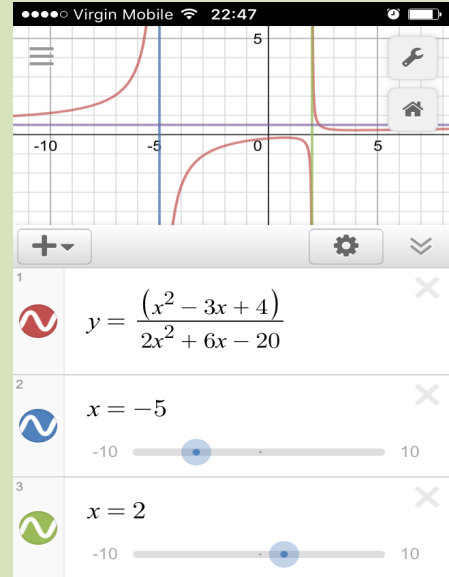 Virgin Mobile 22:47
5
-10 -5 0 5
1
y = (x² − 3x + 4) / 2x² + 6x − 20
2
x = −5
-10 10
3
x = 2
-10 10